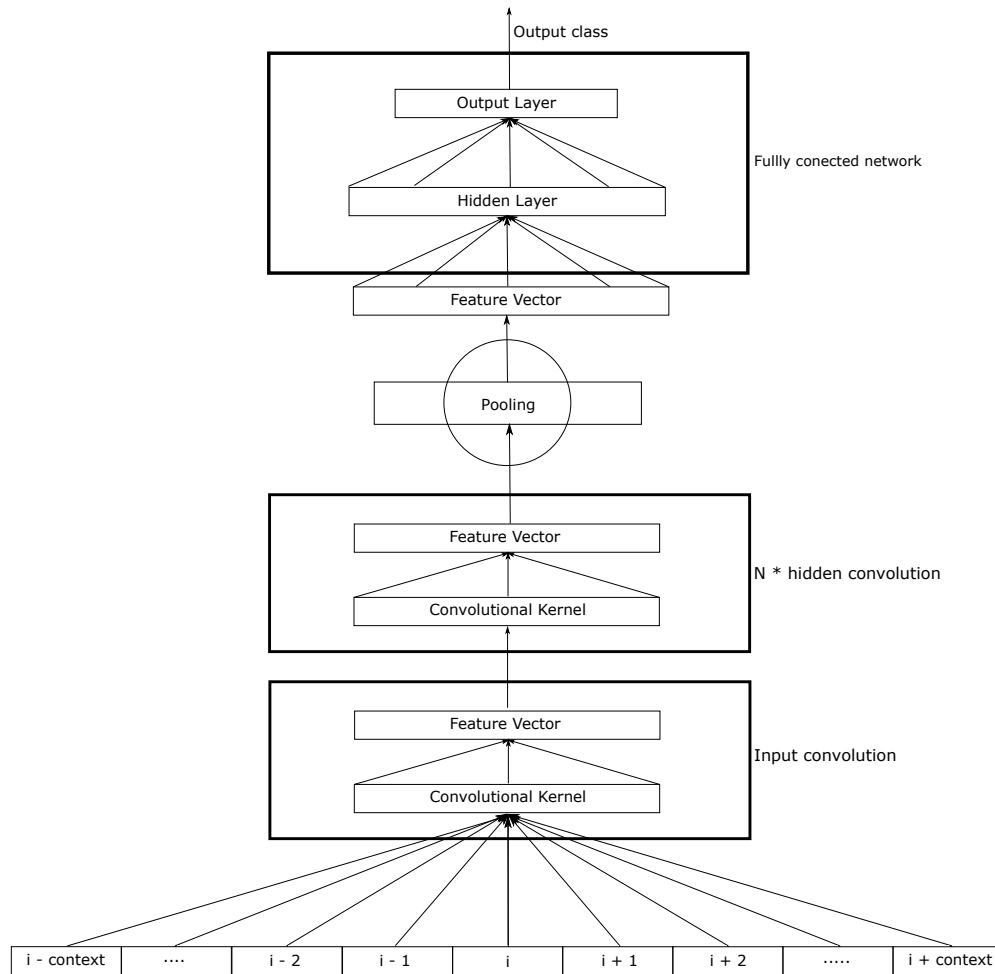 Output class
Output Layer
Fullly conected network
Hidden Layer
Feature Vector
Pooling
Feature Vector
N * hidden convolution
Convolutional Kernel
Feature Vector
Input convolution
Convolutional Kernel
i - context .... i - 2 i - 1 i i + 1 i + 2 ..... i + context